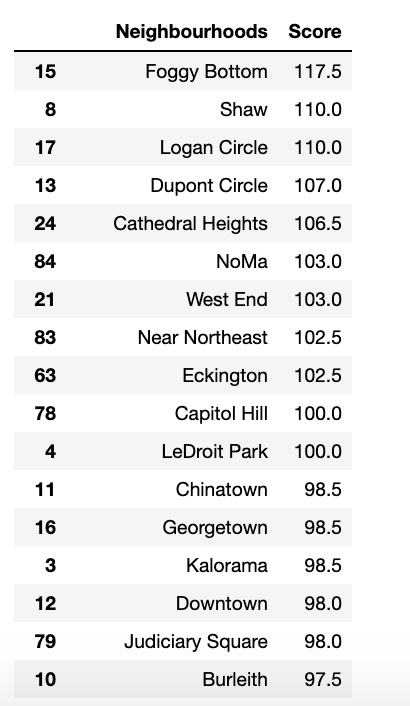 Neighbourhoods Score
15 Foggy Bottom 117.5
8 Shaw 110.0
17 Logan Circle 110.0
13 Dupont Circle 107.0
24 Cathedral Heights 106.5
84 NoMa 103.0
21 West End 103.0
83 Near Northeast 102.5
63 Eckington 102.5
78 Capitol Hill 100.0
4 LeDroit Park 100.0
11 Chinatown 98.5
16 Georgetown 98.5
3 Kalorama 98.5
12 Downtown 98.0
79 Judiciary Square 98.0
10 Burleith 97.5